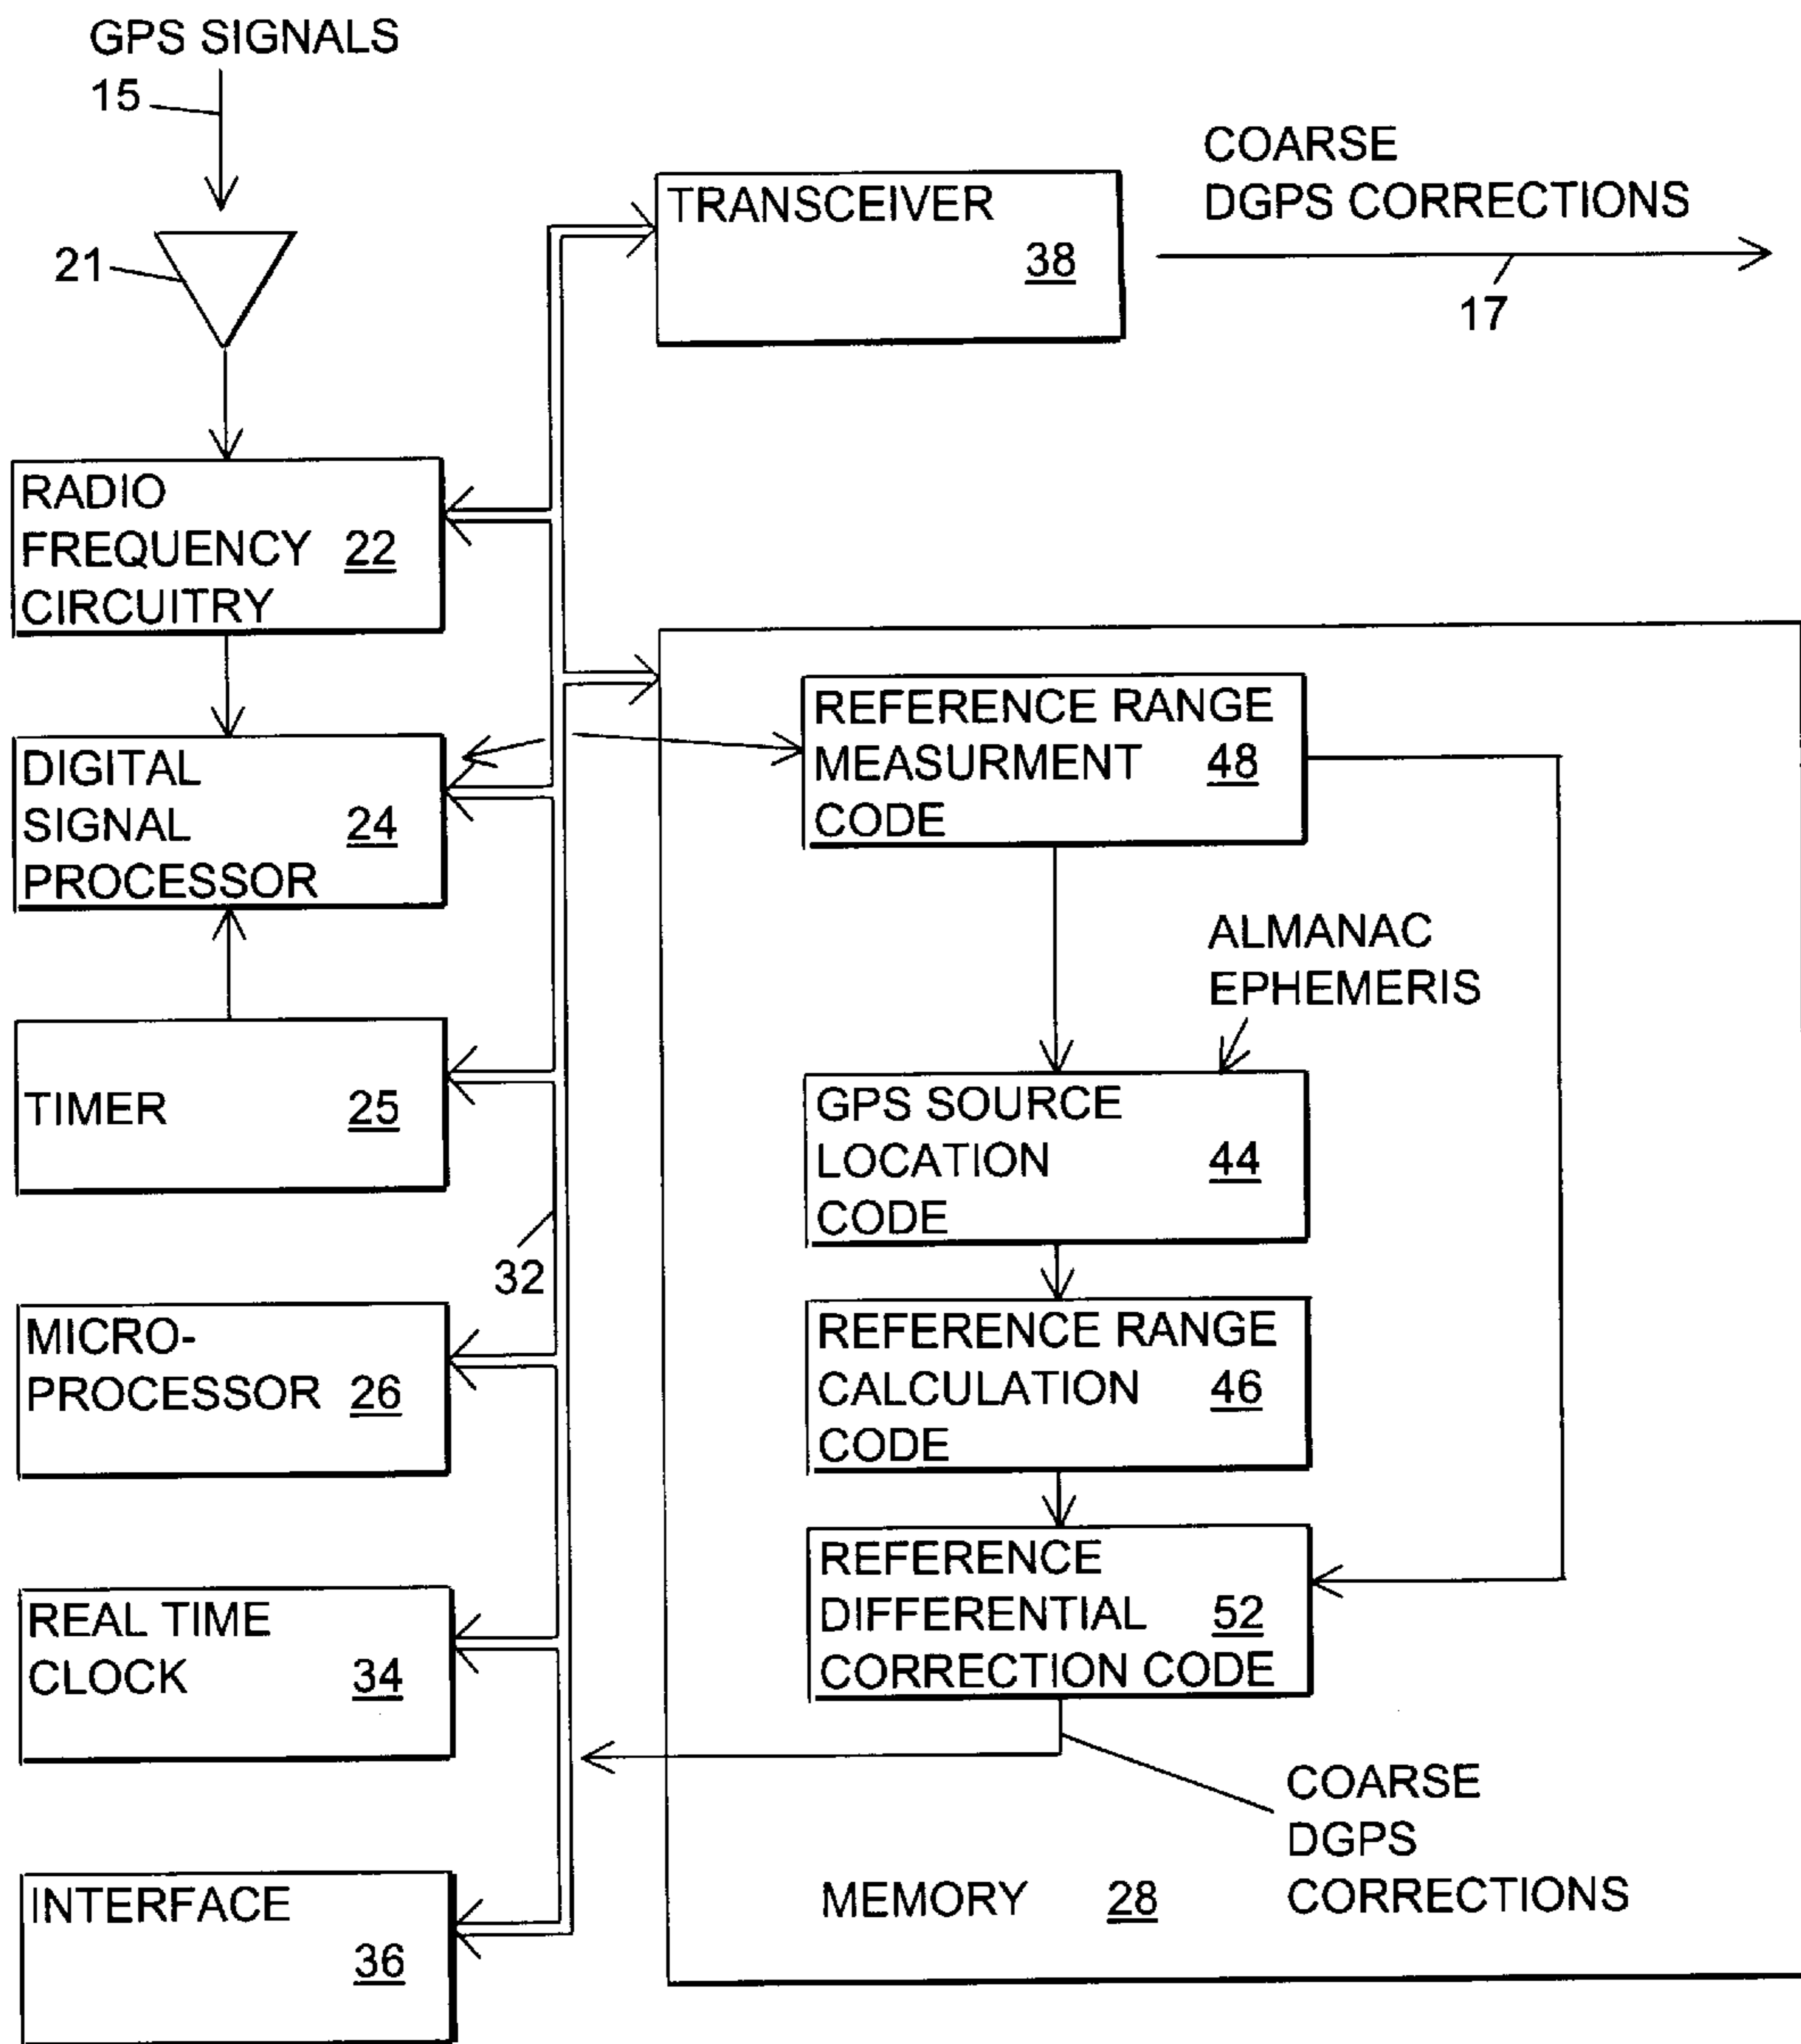 GPS SIGNALS
15
21
RADIO
FREQUENCY 22
CIRCUITRY
DIGITAL
SIGNAL 24
PROCESSOR
TIMER 25
32
MICRO-
PROCESSOR 26
REAL TIME
CLOCK 34
INTERFACE
36
TRANSCEIVER
38
COARSE
DGPS CORRECTIONS
17
REFERENCE RANGE
MEASURMENT 48
CODE
ALMANAC
EPHEMERIS
GPS SOURCE
LOCATION 44
CODE
REFERENCE RANGE
CALCULATION 46
CODE
REFERENCE
DIFFERENTIAL 52
CORRECTION CODE
COARSE
DGPS
CORRECTIONS
MEMORY 28